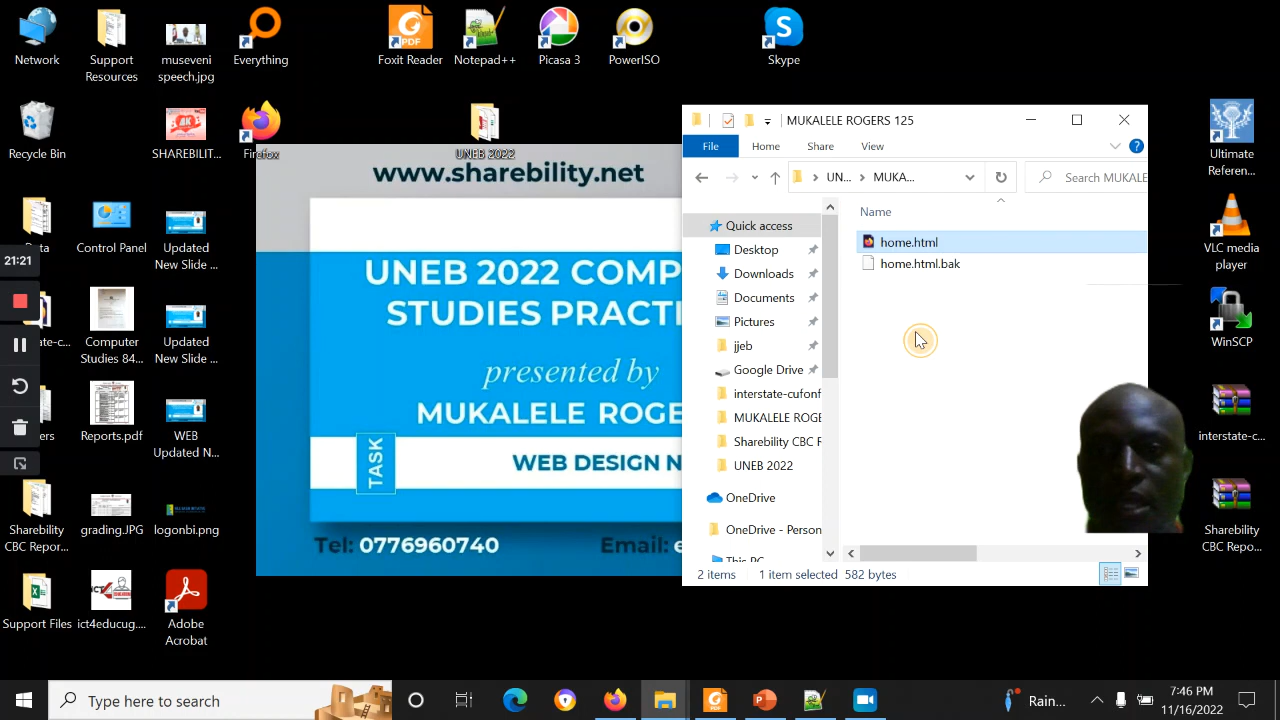 Network
Support
Resources
museveni
speech.jpg
Everything
Foxit Reader
PDF
Notepad++
Picasa 3
PowerISO
Skype
Recycle Bin
SHAREBILIT...
Firefox
UNEB 2022
Control Panel
Updated
New Slide ...
21:21
Computer
Studies 84...
Updated
New Slide ...
Reports.pdf
WEB
Updated N...
Sharebility
CBC Repor...
grading.JPG
logonbi.png
Support Files
ict4educug....
Adobe
Acrobat
www.sharebility.net
UNEB 2022 COMP
STUDIES PRACTI
presented by
MUKALELE ROGE
TASK
WEB DESIGN N
Tel: 0776960740
Email: e
MUKALELE ROGERS 125
File
Home
Share
View
UN...
MUKA...
Search MUKALE
Name
home.html
home.html.bak
Quick access
Desktop
Downloads
Documents
Pictures
jjeb
Google Drive
interstate-cufonf
MUKALELE ROGE
Sharebility CBC F
UNEB 2022
OneDrive
OneDrive - Person
This PC
2 items
1 item selected
582 bytes
Ultimate
Referen...
VLC media
player
WinSCP
interstate-c...
Sharebility
CBC Repo...
Type here to search
Rain...
7:46 PM
11/16/2022